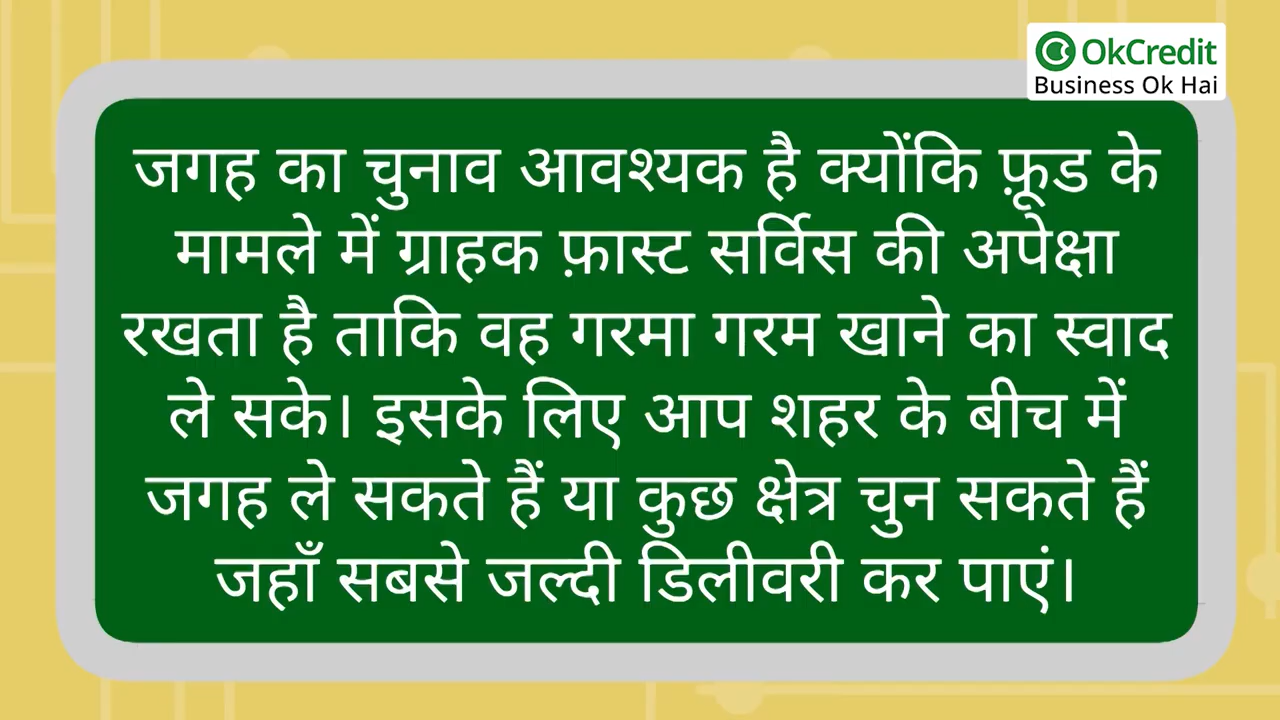 OkCredit
Business Ok Hai
जगह का चुनाव आवश्यक है क्योंकि फ़ूड के
मामले में ग्राहक फ़ास्ट सर्विस की अपेक्षा
रखता है ताकि वह गरमा गरम खाने का स्वाद
ले सके। इसके लिए आप शहर के बीच में
जगह ले सकते हैं या कुछ क्षेत्र चुन सकते हैं
जहाँ सबसे जल्दी डिलीवरी कर पाएं।